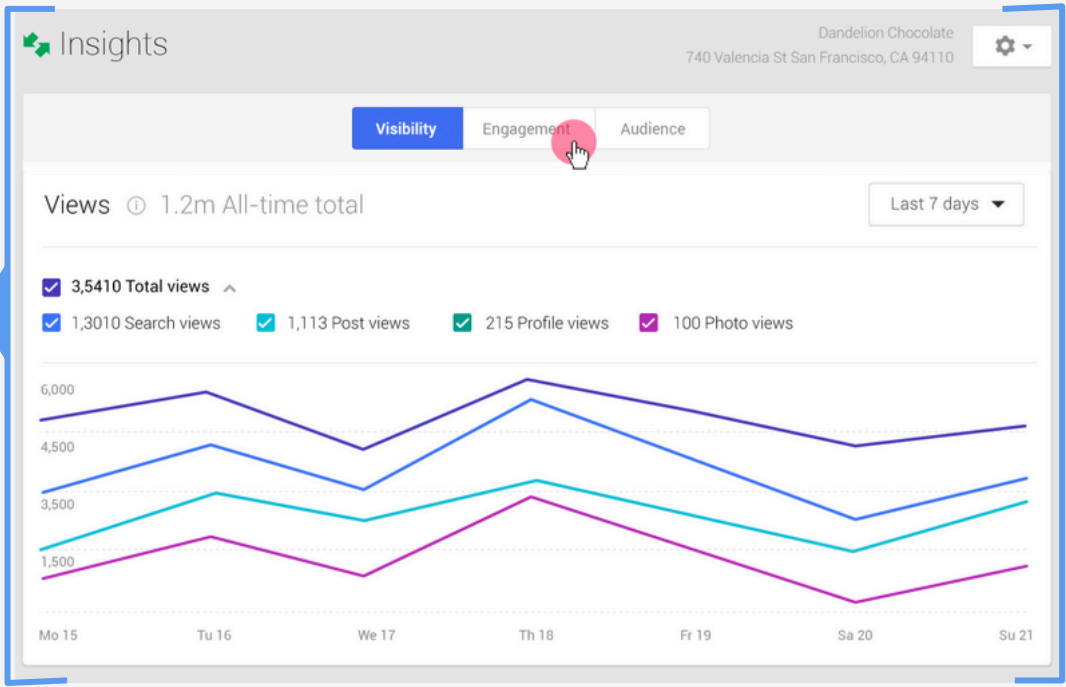 Insights
Dandelion Chocolate
740 Valencia St San Francisco, CA 94110
Visibility Engagement Audience
Views 1.2m All-time total Last 7 days
3,5410 Total views
1,3010 Search views 1,113 Post views 215 Profile views 100 Photo views
6,000
4,500
3,500
1,500
Mo 15 Tu 16 We 17 Th 18 Fr 19 Sa 20 Su 21